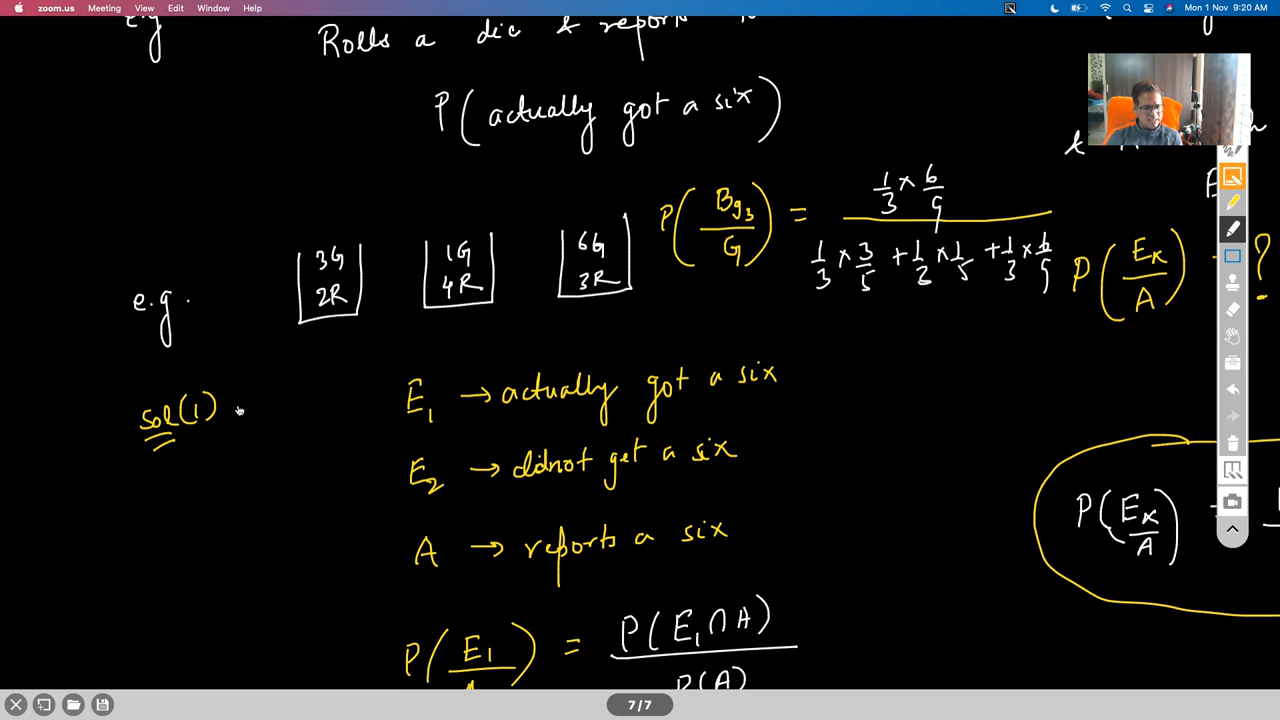 zoom.us Meeting View Edit Window Help Mon 1 Nov 9:20 AM
e.g
Rolls a die & reports
P(actually got a six)
P(Bg3/G) = (1/3 × 6/9) / (1/3 × 3/5 + 1/3 × 1/5 + 1/3 × 6/9)
P(EK/A) ?
e.g.
3G
2R
1G
4R
6G
3R
sol(1)
E1 → actually got a six
E2 → didnot get a six
A → reports a six
P(EK/A)
P(E1/A) = P(E1∩A) / P(A)
7/7